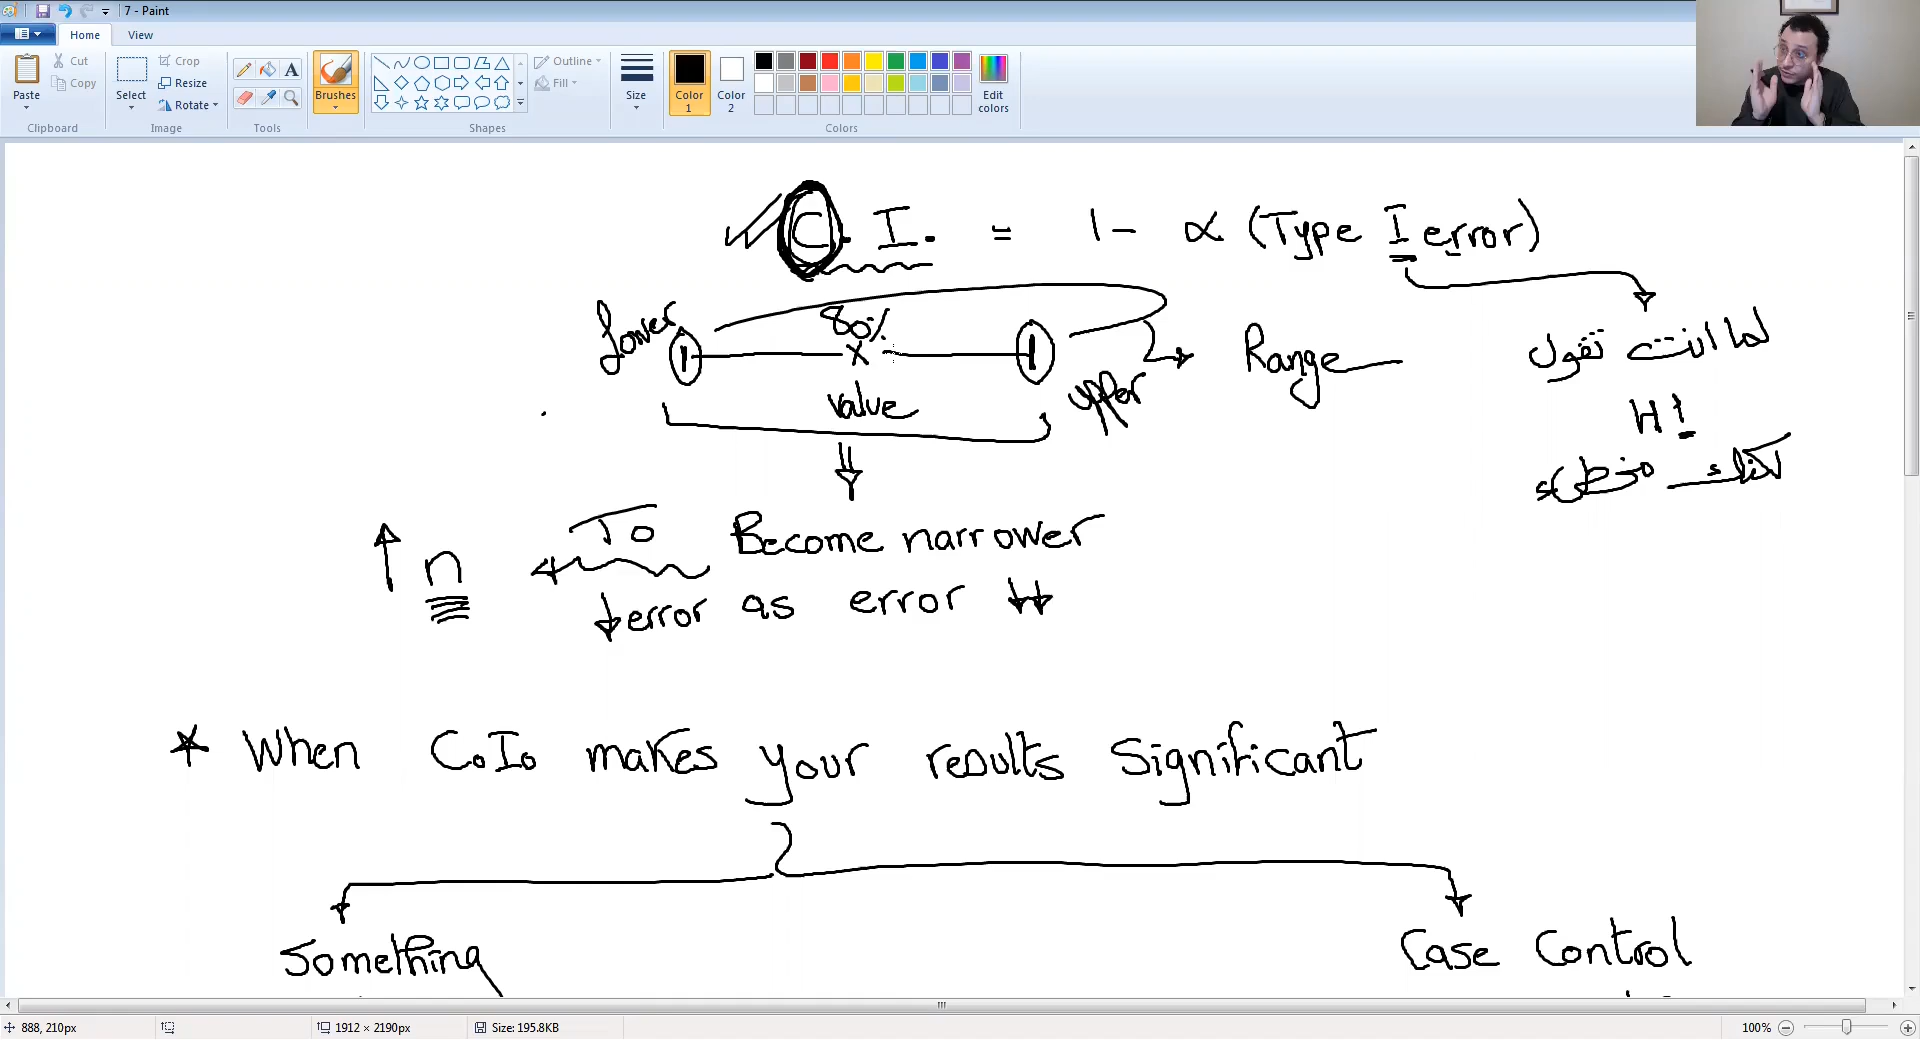 7 - Paint
Home View
Paste Cut Copy Clipboard
Select Crop Resize Rotate Image
Tools
Brushes
Outline Fill Shapes
Size
Color 1 Color 2 Edit colors Colors
C. I. = 1 - α (Type I error)
Lower 80% x value upper Range
لما انت تقول
H1
لكنك مخطىء
↑ n To Become narrower
↓ error as error ↓↓
* When C.I. makes your results significant
Something
Case Control
888, 210px 1912 × 2190px Size: 195.8KB 100%